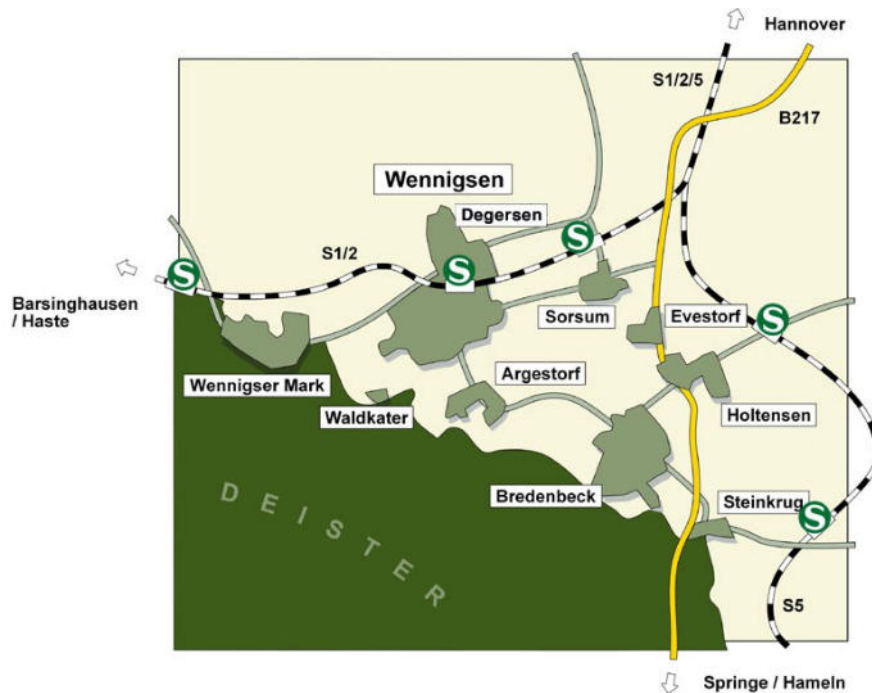 Hannover
S1/2/5
B217
Wennigsen
Degersen
S
S1/2
S
S
Barsinghausen
/ Haste
Sorsum
Evestorf
S
Wennigser Mark
Argestorf
Waldkater
Holtensen
Bredenbeck
Steinkrug
S
DEISTER
S5
Springe / Hameln